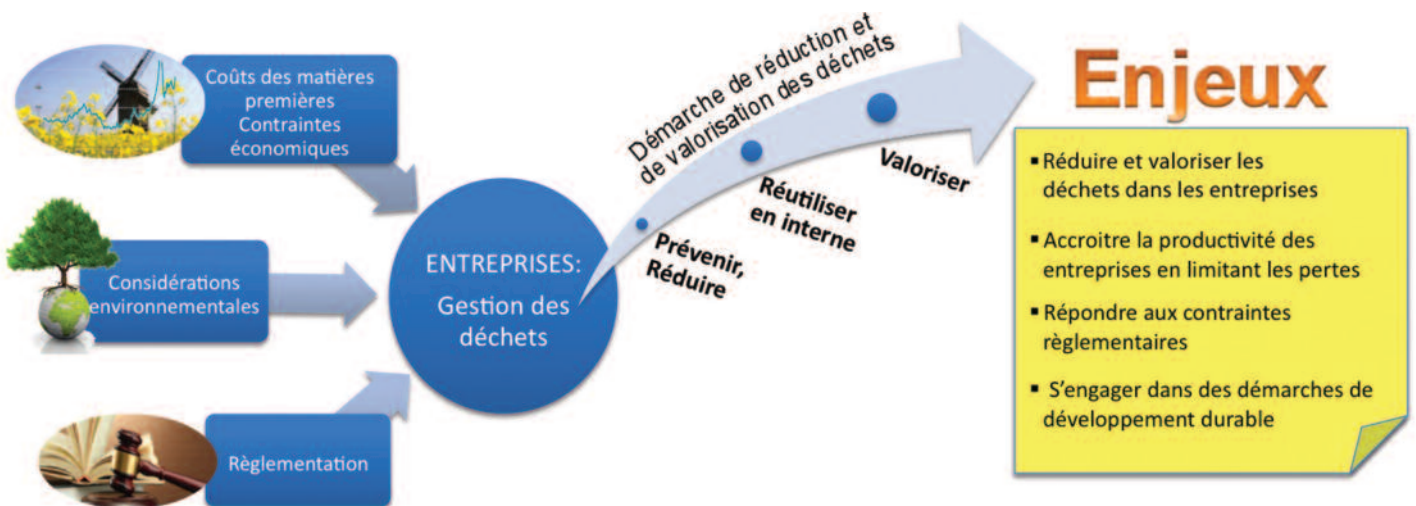 Coûts des matières
premières
Contraintes
économiques
Considérations
environnementales
Règlementation
ENTREPRISES:
Gestion des
déchets
Démarche de réduction et
de valorisation des déchets
Prévenir,
Réduire
Réutiliser
en interne
Valoriser
Enjeux
▪ Réduire et valoriser les
déchets dans les entreprises
▪ Accroitre la productivité des
entreprises en limitant les pertes
▪ Répondre aux contraintes
règlementaires
▪ S'engager dans des démarches de
développement durable